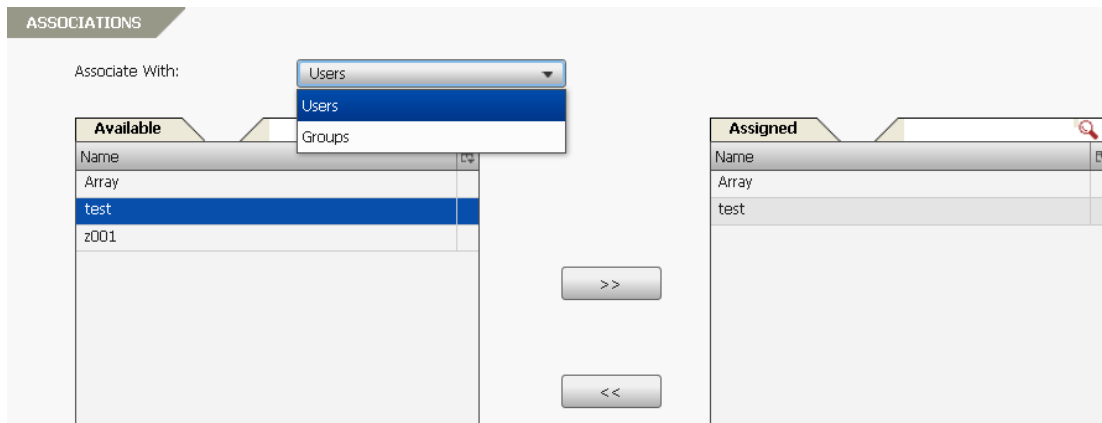 ASSOCIATIONS
Associate With:
Users
Users
Groups
Available
Name
Array
test
z001
>>
<<
Assigned
Name
Array
test